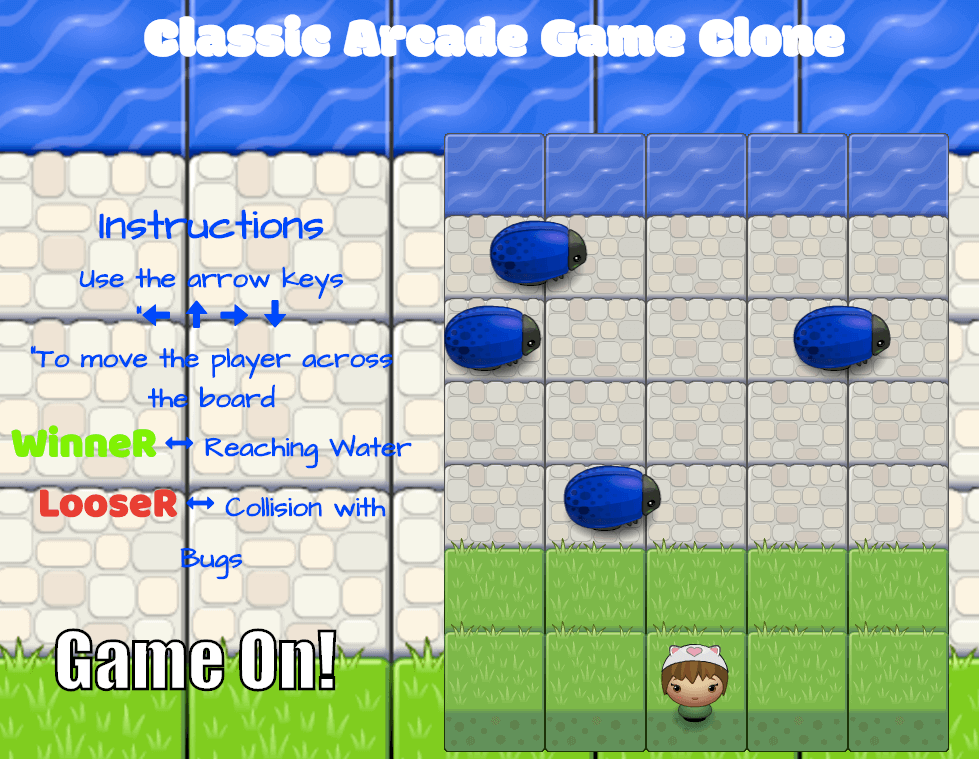 Classic Arcade Game Clone
Instructions
Use the arrow keys
"← ↑ → ↓
"To move the player across
the board
WinneR ↔ Reaching Water
LooseR ↔ Collision with
Bugs
Game On!